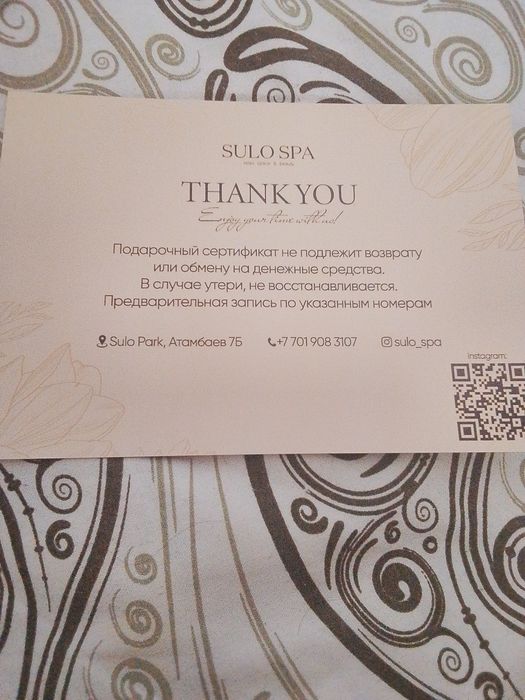 SULO SPA
THANK YOU
Enjoy your time with us!
Подарочный сертификат не подлежит возврату
или обмену на денежные средства.
В случае утери, не восстанавливается.
Предварительная запись по указанным номерам
Sulo Park, Атамбаев 7Б +7 701 908 3107 sulo_spa
Instagram: